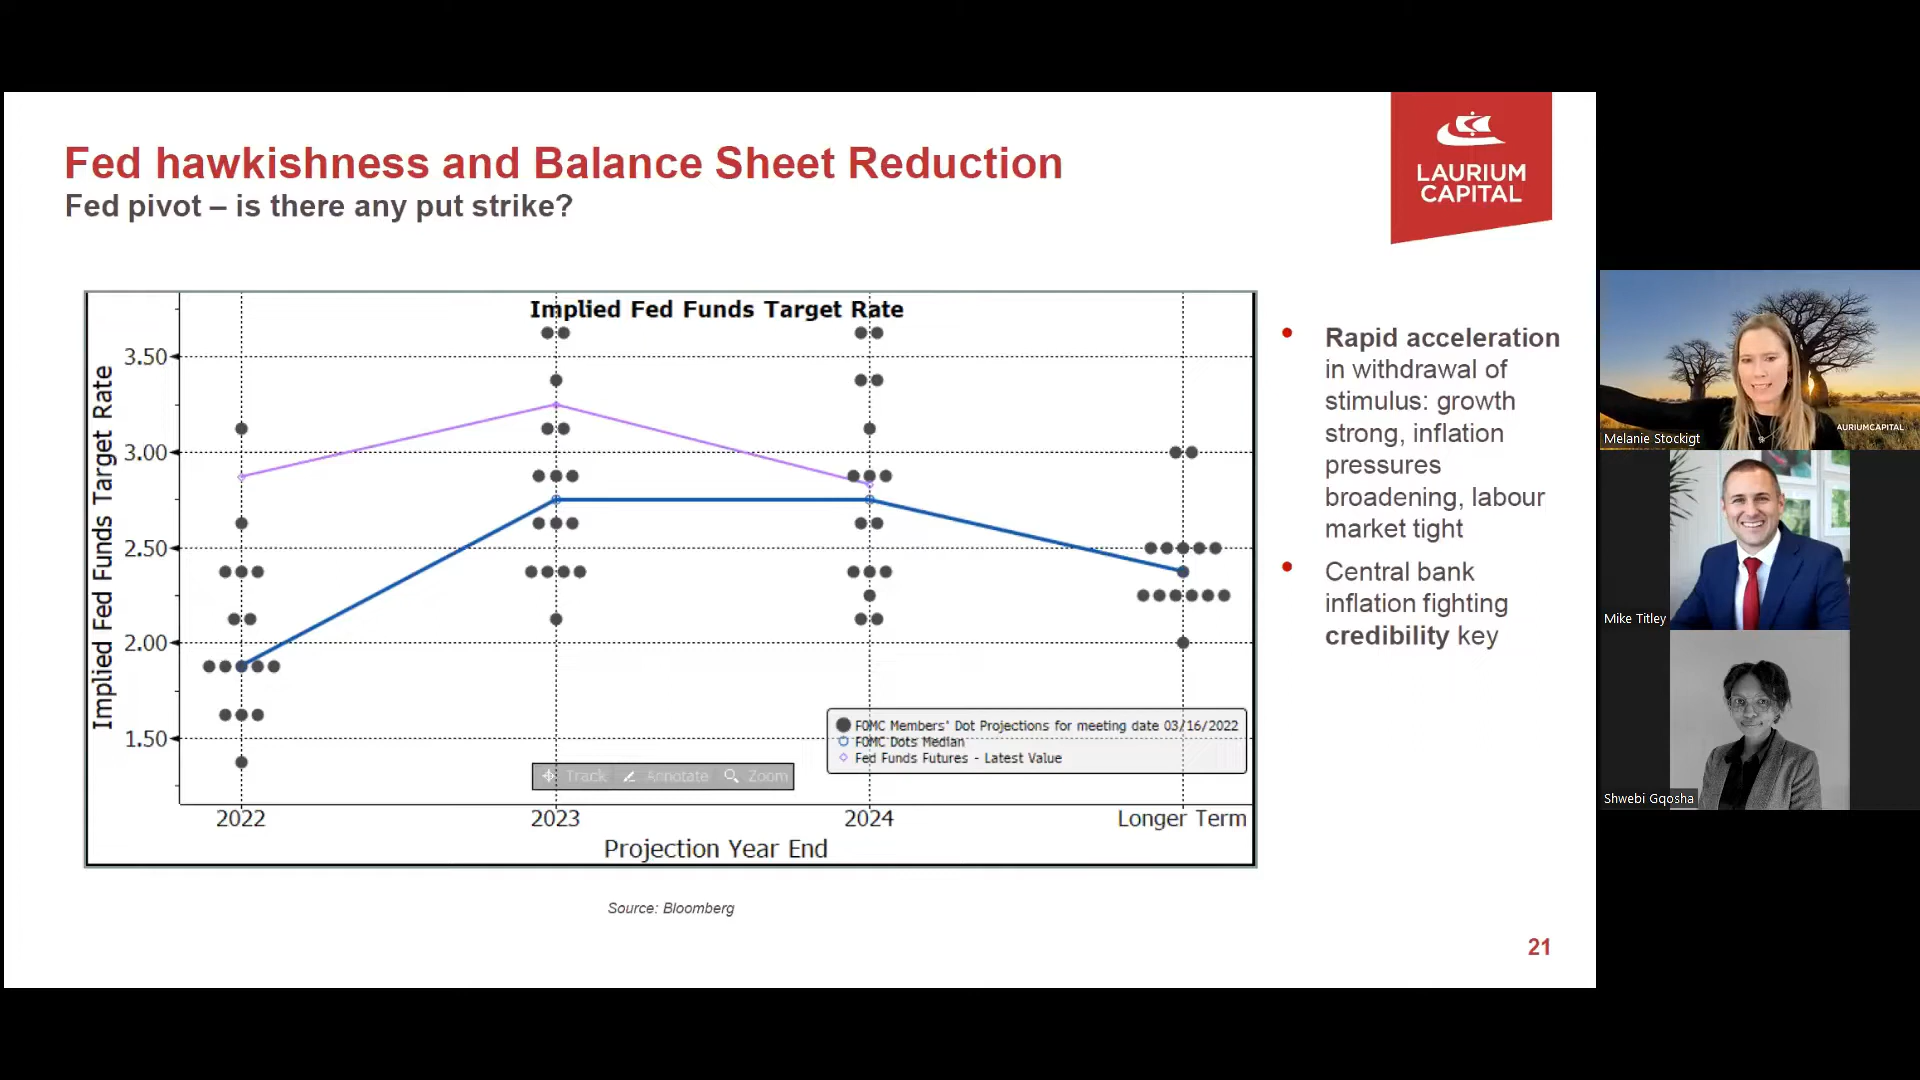 Fed hawkishness and Balance Sheet Reduction
Fed pivot – is there any put strike?
LAURIUM
CAPITAL
Implied Fed Funds Target Rate
Implied Fed Funds Target Rate
3.50
3.00
2.50
2.00
1.50
FOMC Members' Dot Projections for meeting date 03/16/2022
FOMC Dots Median
Fed Funds Futures - Latest Value
Track Annotate Zoom
2022 2023 2024 Longer Term
Projection Year End
Source: Bloomberg
• Rapid acceleration
in withdrawal of
stimulus: growth
strong, inflation
pressures
broadening, labour
market tight
• Central bank
inflation fighting
credibility key
21
AURIUMCAPITAL
Melanie Stockigt
Mike Titley
Shwebi Gqosha